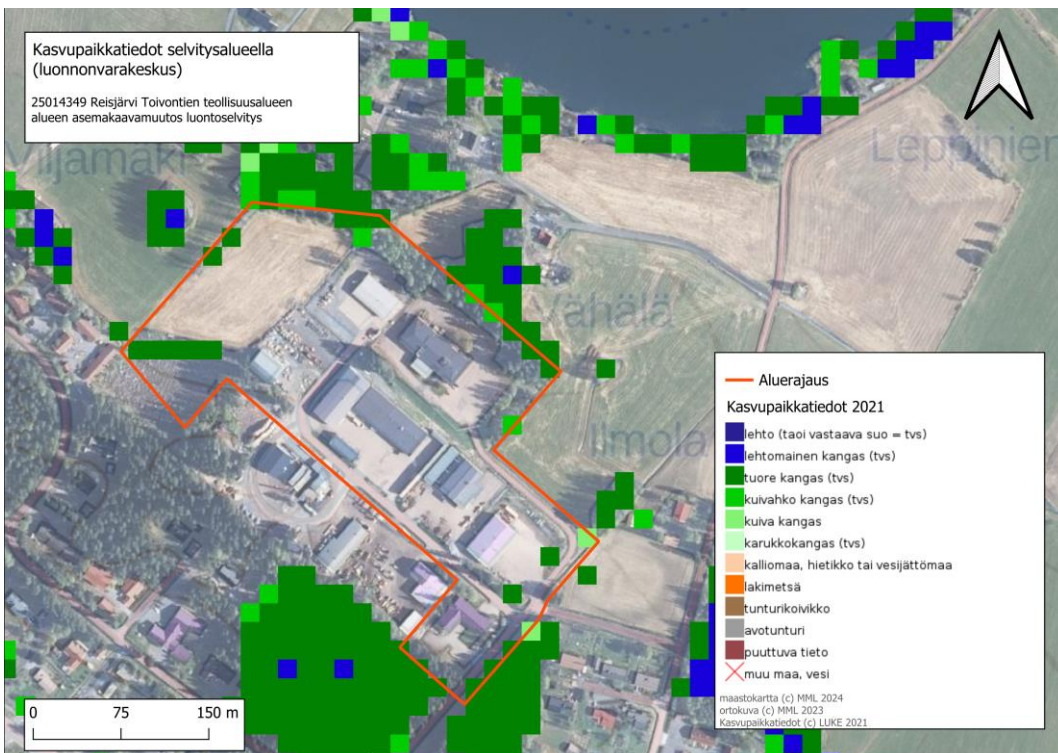 Kasvupaikkatiedot selvitysalueella
(luonnonvarakeskus)
25014349 Reisjärvi Toivontien teollisuusalueen
alueen asemakaavamuutos luontoselvitys
Viljamäki
Leppinien
Vähälä
Ilmola
Aluerajaus
Kasvupaikkatiedot 2021
lehto (taoi vastaava suo = tvs)
lehtomainen kangas (tvs)
tuore kangas (tvs)
kuivahko kangas (tvs)
kuiva kangas
karukkokangas (tvs)
kalliomaa, hietikko tai vesijättömaa
lakimetsä
tunturikoivikko
avotunturi
puuttuva tieto
muu maa, vesi
maastokartta (c) MML 2024
ortokuva (c) MML 2023
Kasvupaikkatiedot (c) LUKE 2021
0 75 150 m